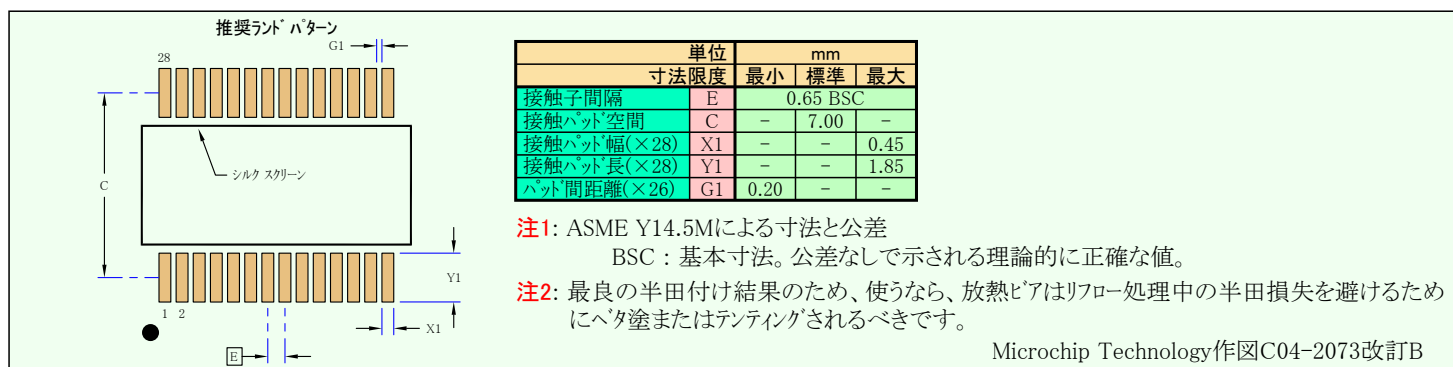 推奨ランド パターン
G1
28
C
シルク スクリーン
Y1
1 2
X1
E
単位 mm
寸法限度 最小 標準 最大
接触子間隔 E 0.65 BSC
接触パッド空間 C - 7.00 -
接触パッド幅(×28) X1 - - 0.45
接触パッド長(×28) Y1 - - 1.85
パッド間距離(×26) G1 0.20 - -
注1: ASME Y14.5Mによる寸法と公差
BSC : 基本寸法。公差なしで示される理論的に正確な値。
注2: 最良の半田付け結果のため、使うなら、放熱ビアはリフロー処理中の半田損失を避けるため
にベタ塗またはテンティングされるべきです。
Microchip Technology作図C04-2073改訂B